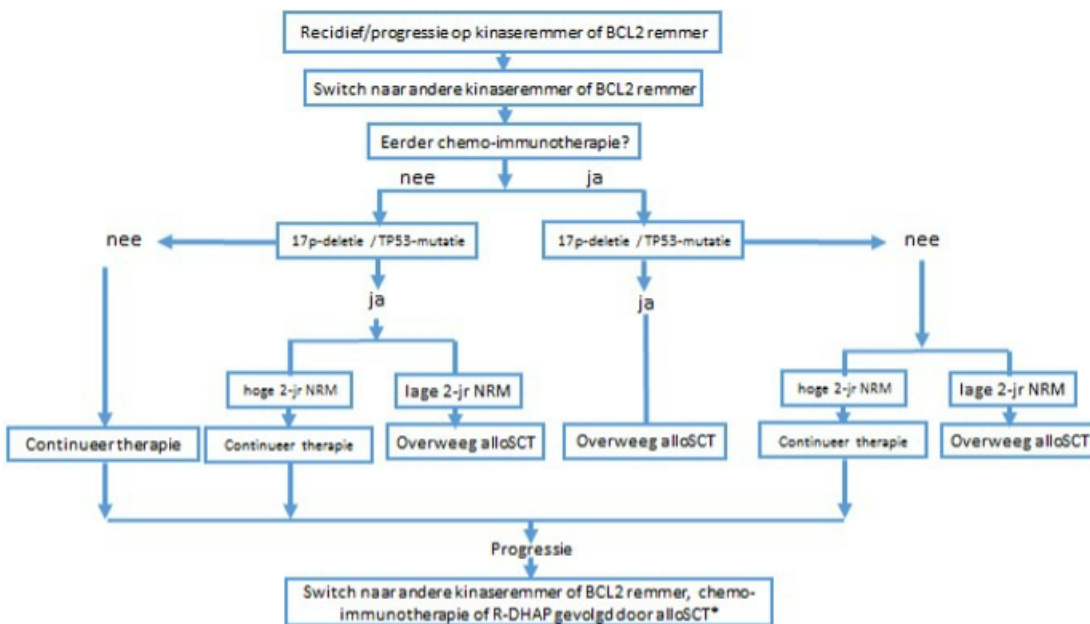 Recidief/progressie op kinaseremmer of BCL2 remmer
Switch naar andere kinaseremmer of BCL2 remmer
Eerder chemo-immunotherapie?
nee
ja
nee
17p-deletie /TP53-mutatie
17p-deletie /TP53-mutatie
nee
ja
ja
hoge 2-jr NRM
lage 2-jr NRM
hoge 2-jr NRM
lage 2-jr NRM
Continueer therapie
Continueer therapie
Overweeg alloSCT
Overweeg alloSCT
Continueer therapie
Overweeg alloSCT
Progressie
Switch naar andere kinaseremmer of BCL2 remmer, chemo-
immunotherapie of R-DHAP gevolgd door alloSCT*